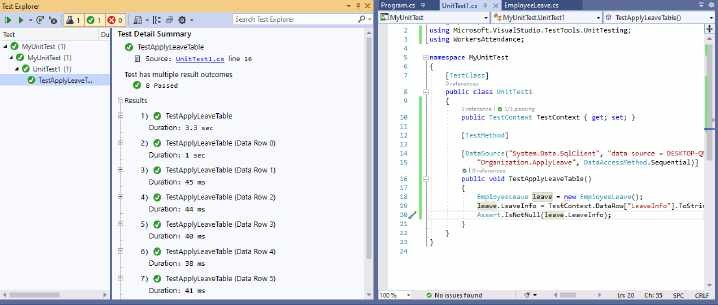 Test Explorer
1
1
0
Search Test Explorer
Test
Du
MyUnitTest (1)
MyUnitTest (1)
UnitTest1 (1)
TestApplyLeaveT...
Test Detail Summary
TestApplyLeaveTable
Source: UnitTest1.cs line 16
Test has multiple result outcomes
8 Passed
Results
1) TestApplyLeaveTable
Duration: 3.3 sec
2) TestApplyLeaveTable (Data Row 0)
Duration: 1 sec
3) TestApplyLeaveTable (Data Row 1)
Duration: 45 ms
4) TestApplyLeaveTable (Data Row 2)
Duration: 44 ms
5) TestApplyLeaveTable (Data Row 3)
Duration: 40 ms
6) TestApplyLeaveTable (Data Row 4)
Duration: 38 ms
7) TestApplyLeaveTable (Data Row 5)
Duration: 41 ms
Program.cs UnitTest1.cs EmployeeLeave.cs
MyUnitTest MyUnitTest.UnitTest1 TestApplyLeaveTable()
2 using Microsoft.VisualStudio.TestTools.UnitTesting;
3 using WorkersAttendance;
5 namespace MyUnitTest
6 {
7 [TestClass]
0 references
8 public class UnitTest1
9 {
1 reference | 1/1 passing
10 public TestContext TestContext { get; set; }
12 [TestMethod]
14 [DataSource("System.Data.SqlClient", "data source = DESKTOP-
15 "Organization.ApplyLeave", DataAccessMethod.Sequential)]
0 references
16 public void TestApplyLeaveTable()
17 {
18 EmployeeLeave leave = new EmployeeLeave();
19 leave.LeaveInfo = TestContext.DataRow["LeaveInfo"].ToStrin
20 Assert.IsNotNull(leave.LeaveInfo);
21 }
22 }
23 }
24
100 % No issues found Ln: 20 Ch: 55 SPC CRLF